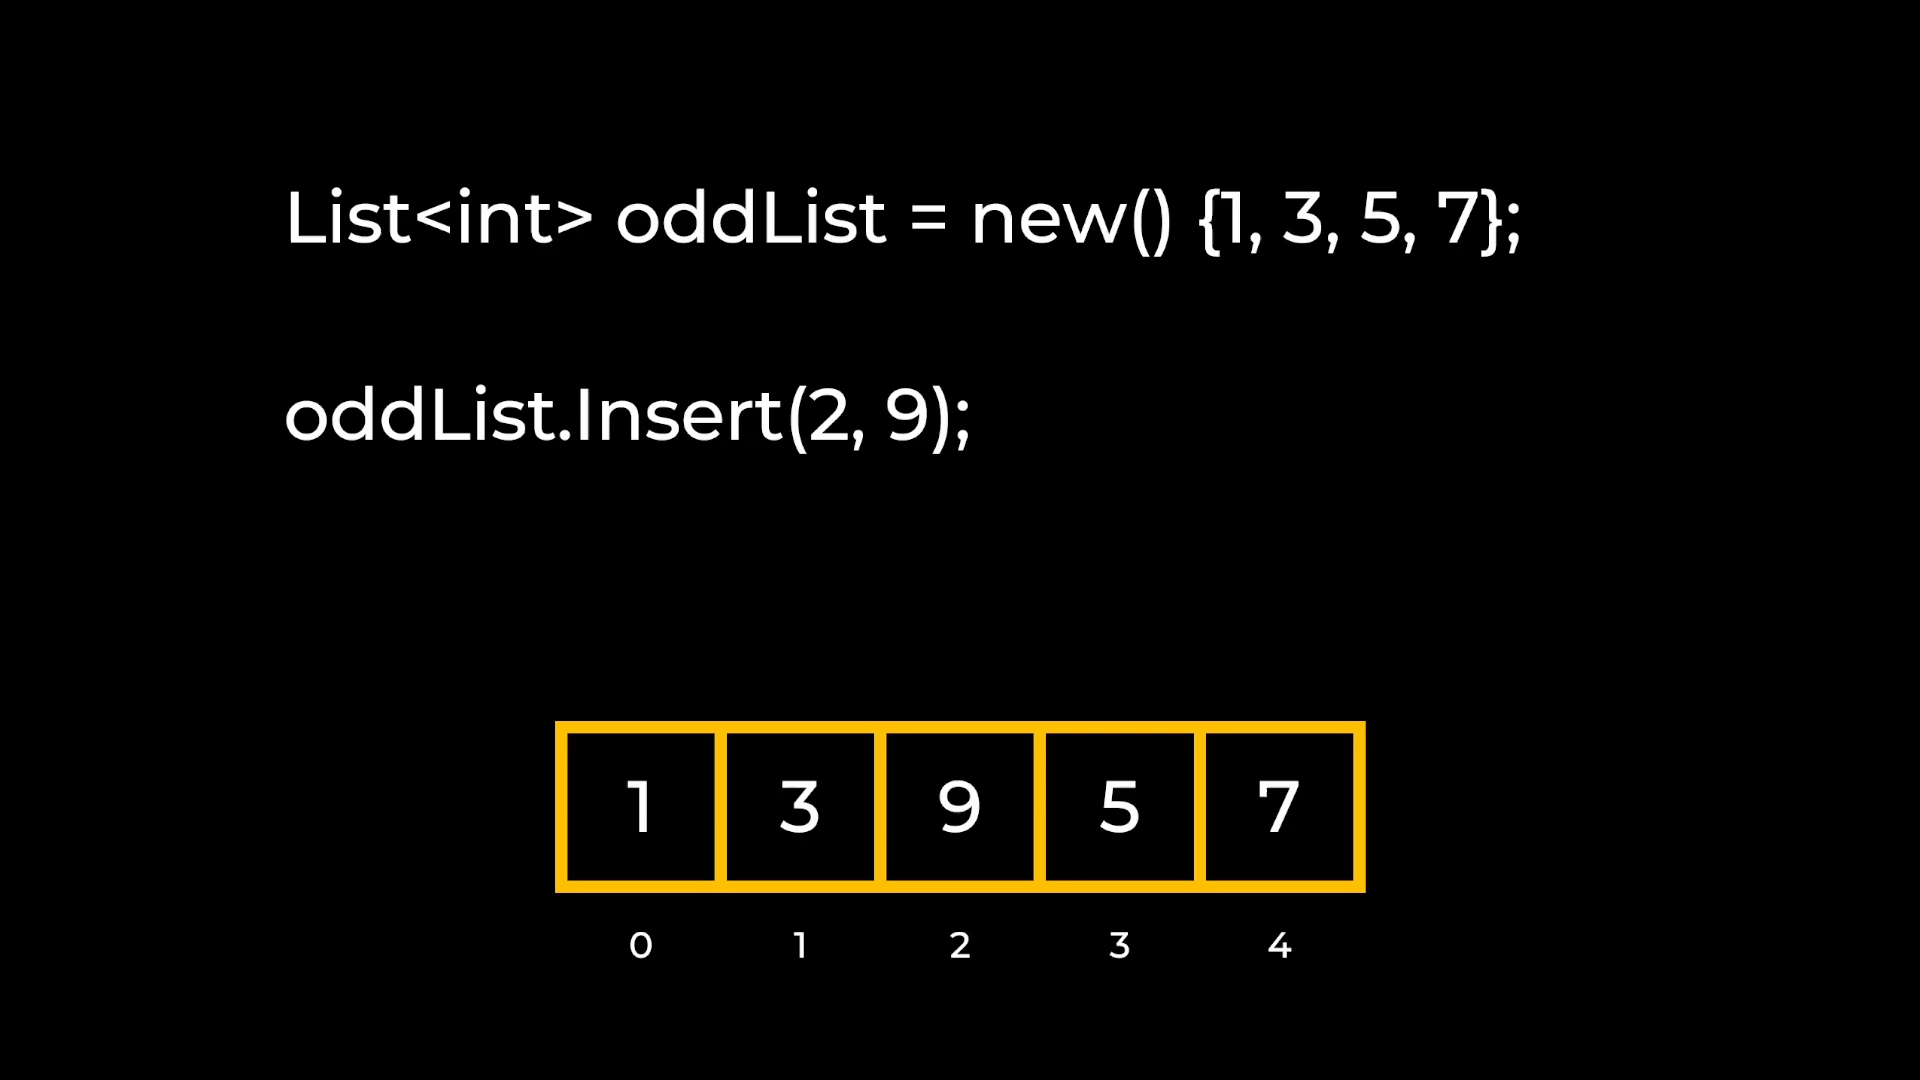 List<int> oddList = new() {1, 3, 5, 7};
oddList.Insert(2, 9);
1 3 9 5 7
0 1 2 3 4